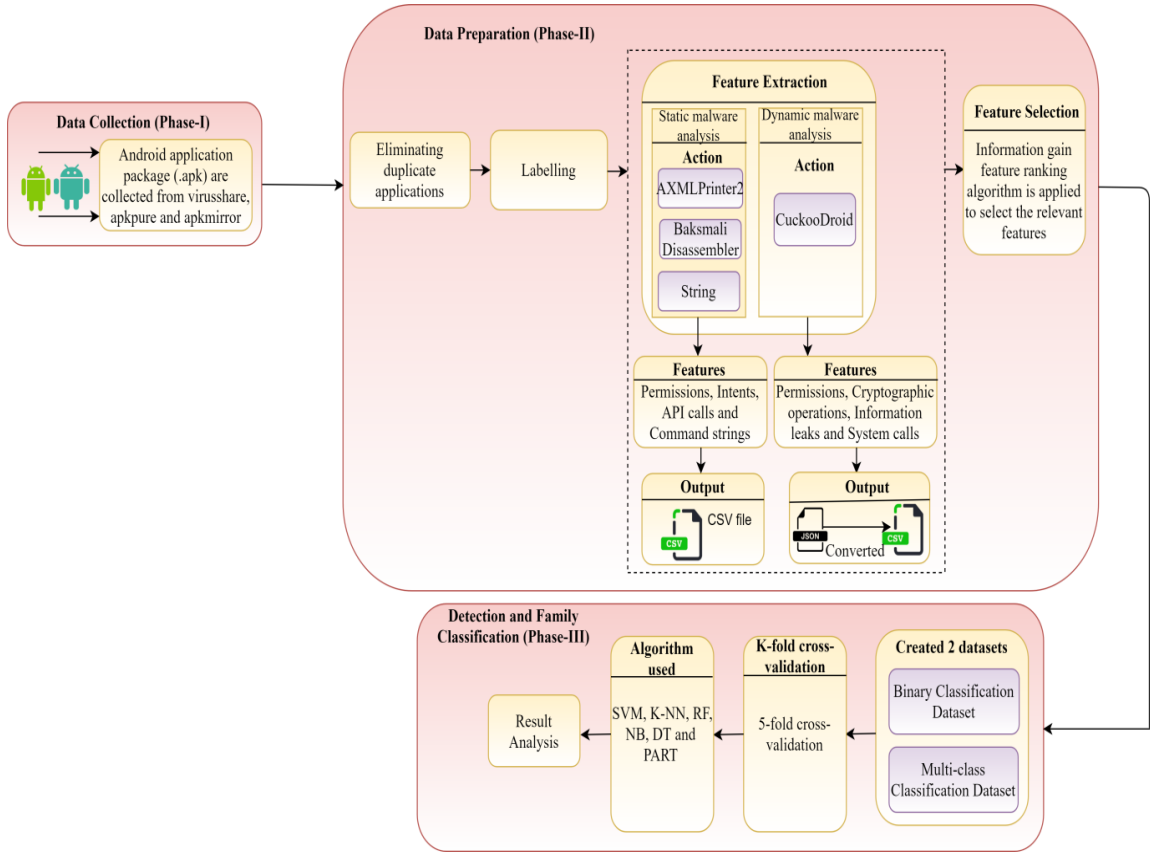 Data Collection (Phase-I)
Android application
package (.apk) are
collected from virusshare,
apkpure and apkmirror
Data Preparation (Phase-II)
Eliminating
duplicate
applications
Labelling
Feature Extraction
Static malware
analysis
Action
AXMLPrinter2
Baksmali
Disassembler
String
Dynamic malware
analysis
Action
CuckooDroid
Features
Permissions, Intents,
API calls and
Command strings
Features
Permissions, Cryptographic
operations, Information
leaks and System calls
Output
CSV
CSV file
Output
JSON
Converted
CSV
Feature Selection
Information gain
feature ranking
algorithm is applied
to select the relevant
features
Detection and Family
Classification (Phase-III)
Created 2 datasets
Binary Classification
Dataset
Multi-class
Classification Dataset
K-fold cross-
validation
5-fold cross-
validation
Algorithm
used
SVM, K-NN, RF,
NB, DT and
PART
Result
Analysis